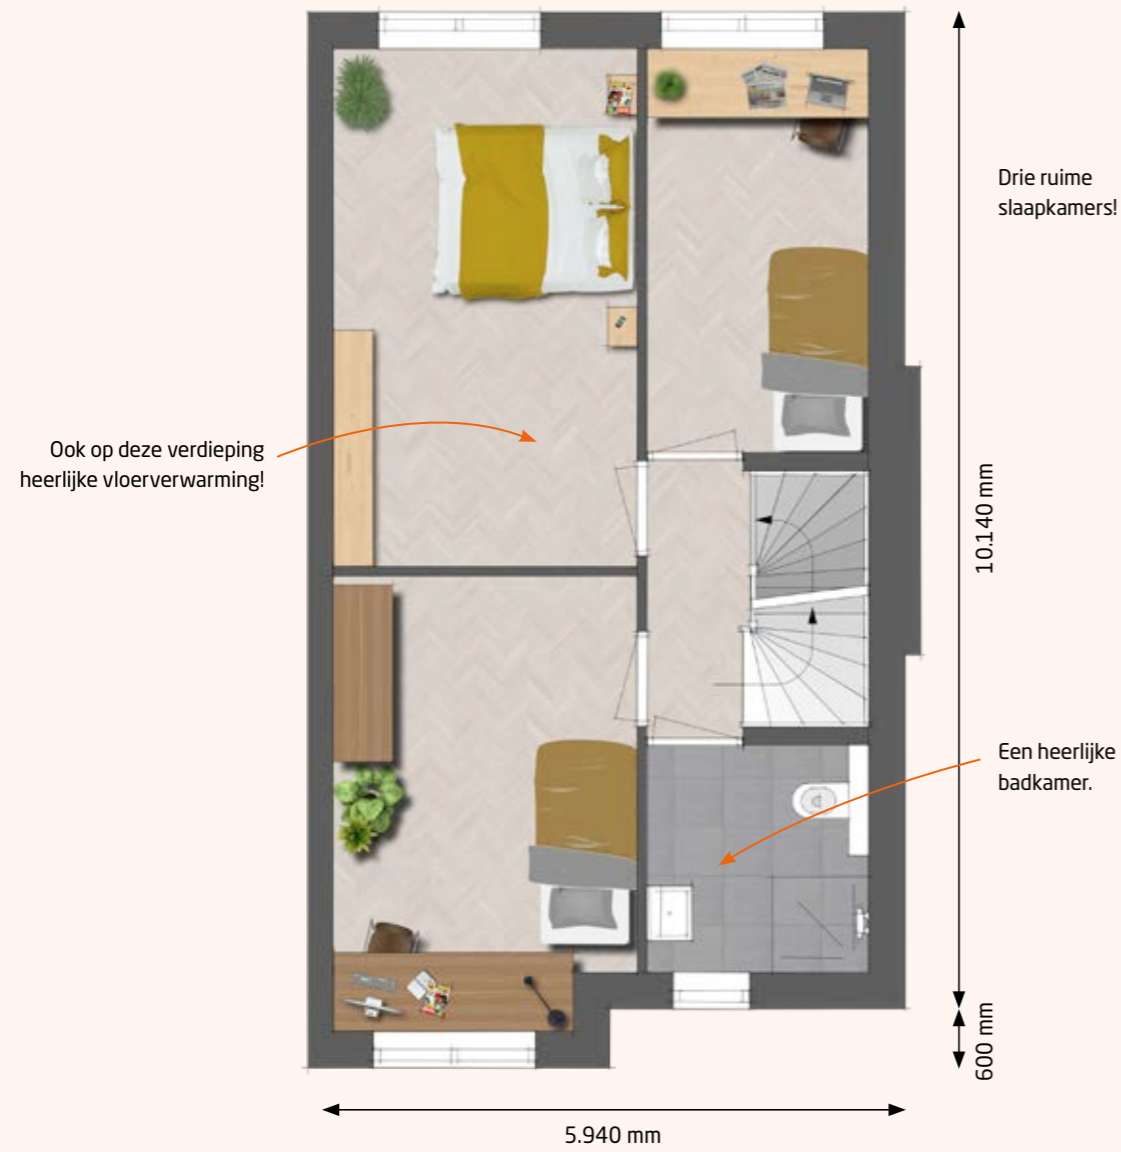 Drie ruime
slaapkamers!
Ook op deze verdieping
heerlijke vloerverwarming!
10.140 mm
Een heerlijke
badkamer.
600 mm
5.940 mm